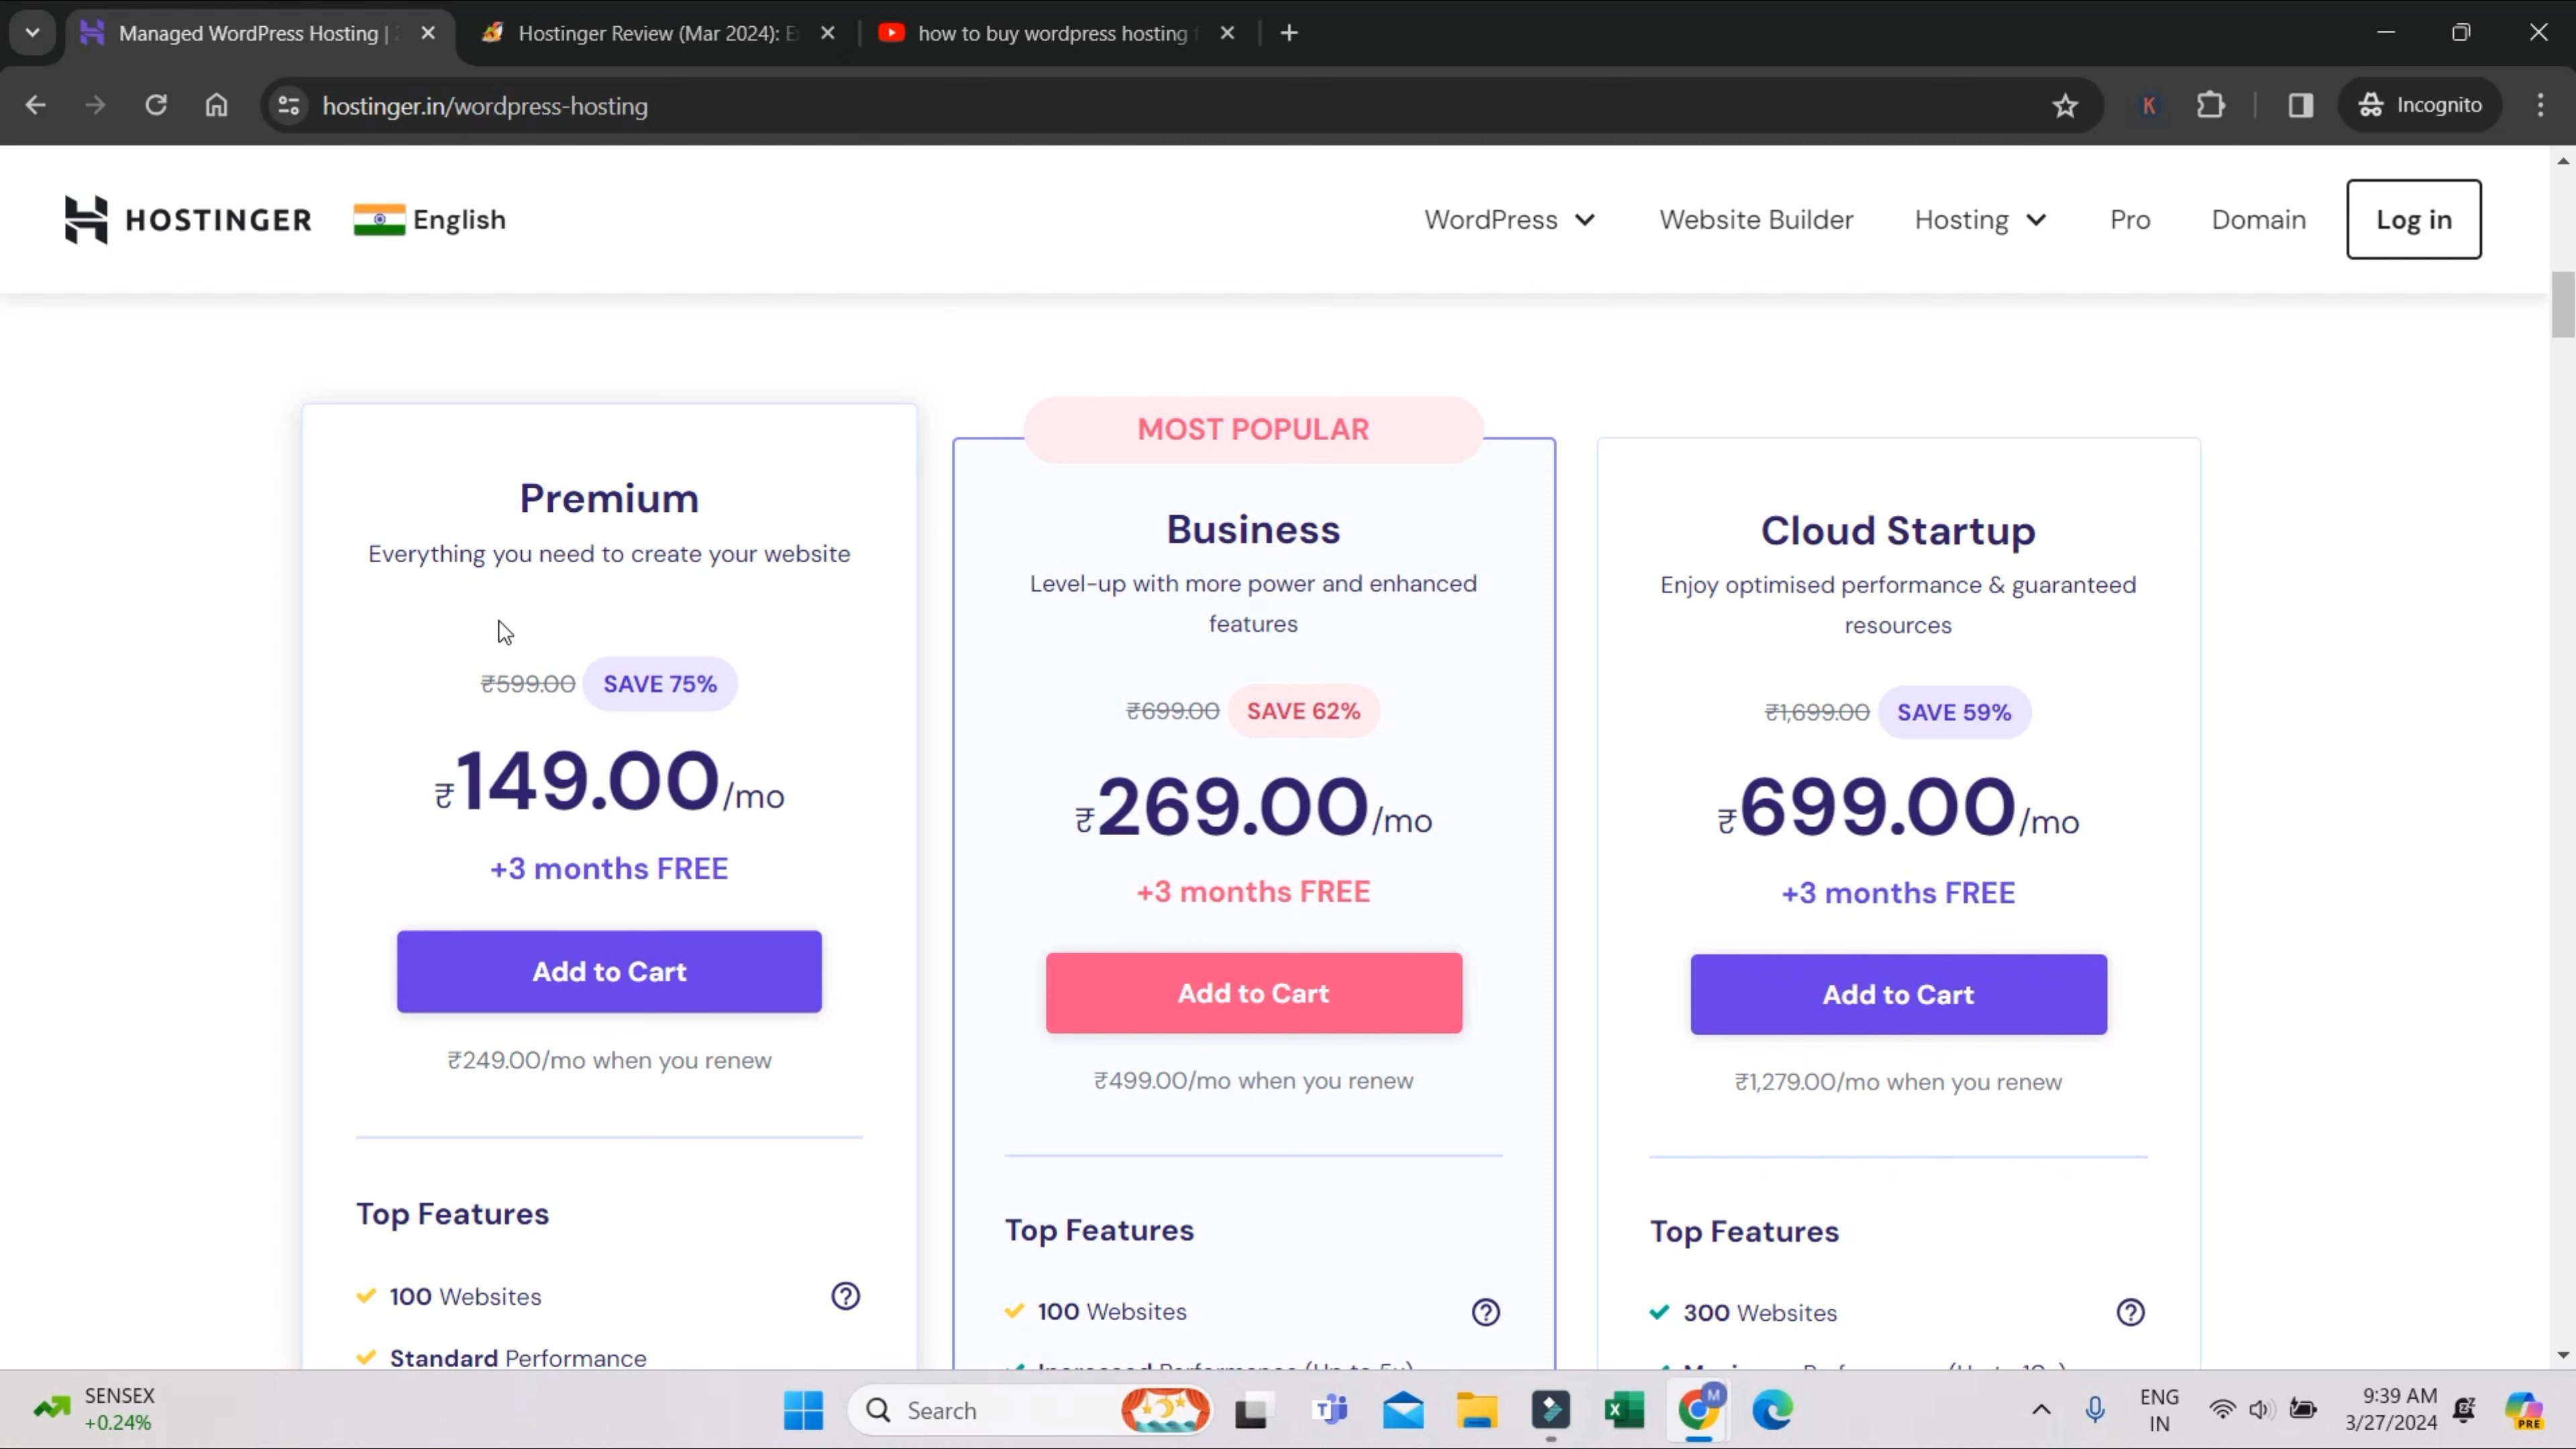 Managed WordPress Hosting |
Hostinger Review (Mar 2024): E
how to buy wordpress hosting
hostinger.in/wordpress-hosting
K
Incognito
HOSTINGER
English
WordPress
Website Builder
Hosting
Pro
Domain
Log in
Premium
Everything you need to create your website
₹599.00 SAVE 75%
₹149.00/mo
+3 months FREE
Add to Cart
₹249.00/mo when you renew
Top Features
100 Websites
Standard Performance
MOST POPULAR
Business
Level-up with more power and enhanced
features
₹699.00 SAVE 62%
₹269.00/mo
+3 months FREE
Add to Cart
₹499.00/mo when you renew
Top Features
100 Websites
Cloud Startup
Enjoy optimised performance & guaranteed
resources
₹1,699.00 SAVE 59%
₹699.00/mo
+3 months FREE
Add to Cart
₹1,279.00/mo when you renew
Top Features
300 Websites
SENSEX
+0.24%
Search
M
ENG
IN
9:39 AM
3/27/2024
PRE